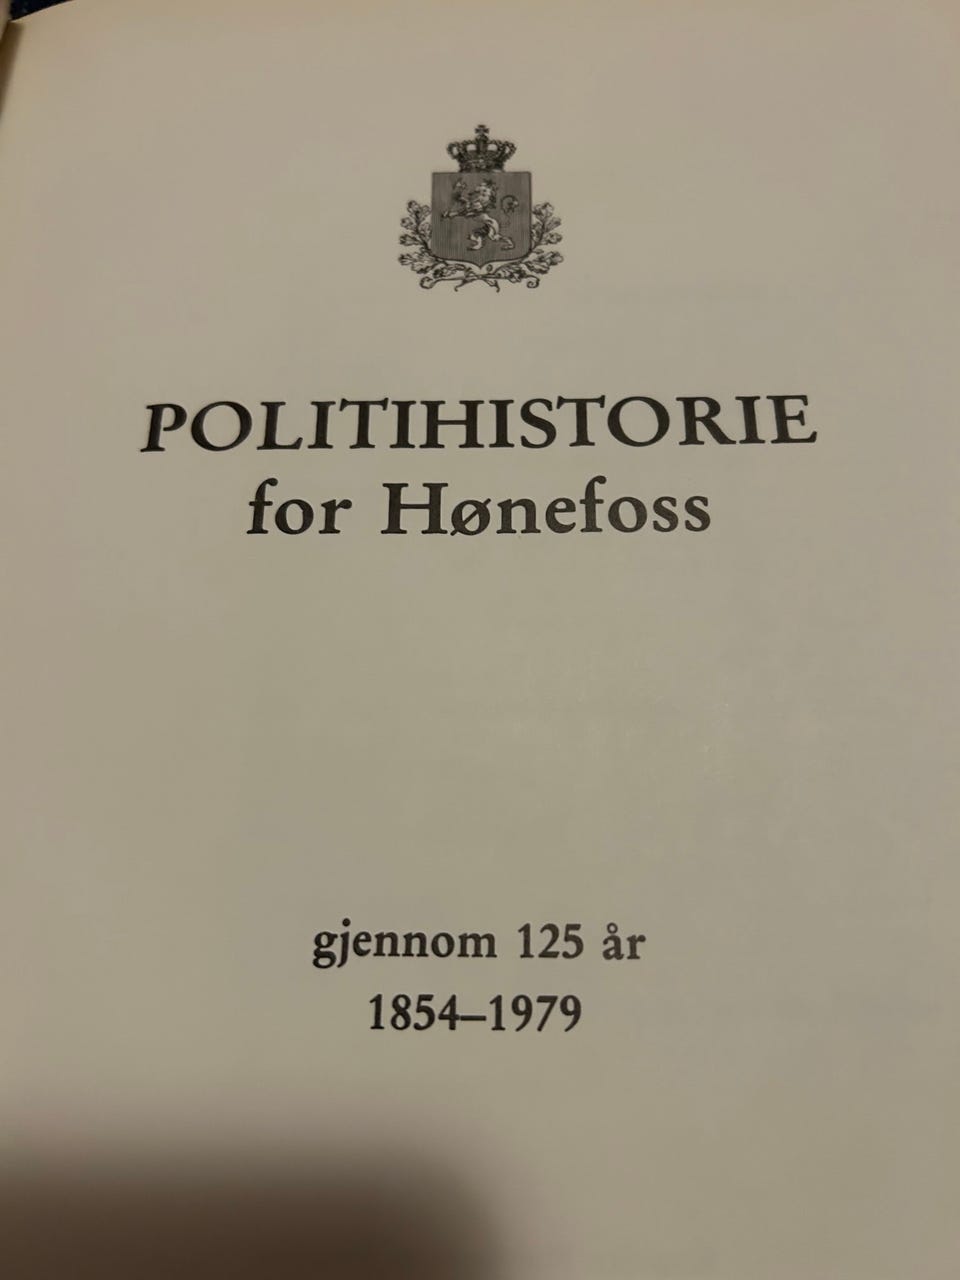 POLITIHISTORIE
for Hønefoss
gjennom 125 år
1854–1979